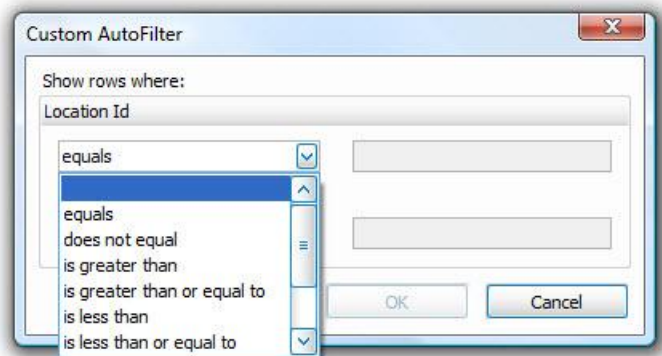 Custom AutoFilter
X
Show rows where:
Location Id
equals
equals
does not equal
is greater than
is greater than or equal to
is less than
is less than or equal to
OK
Cancel